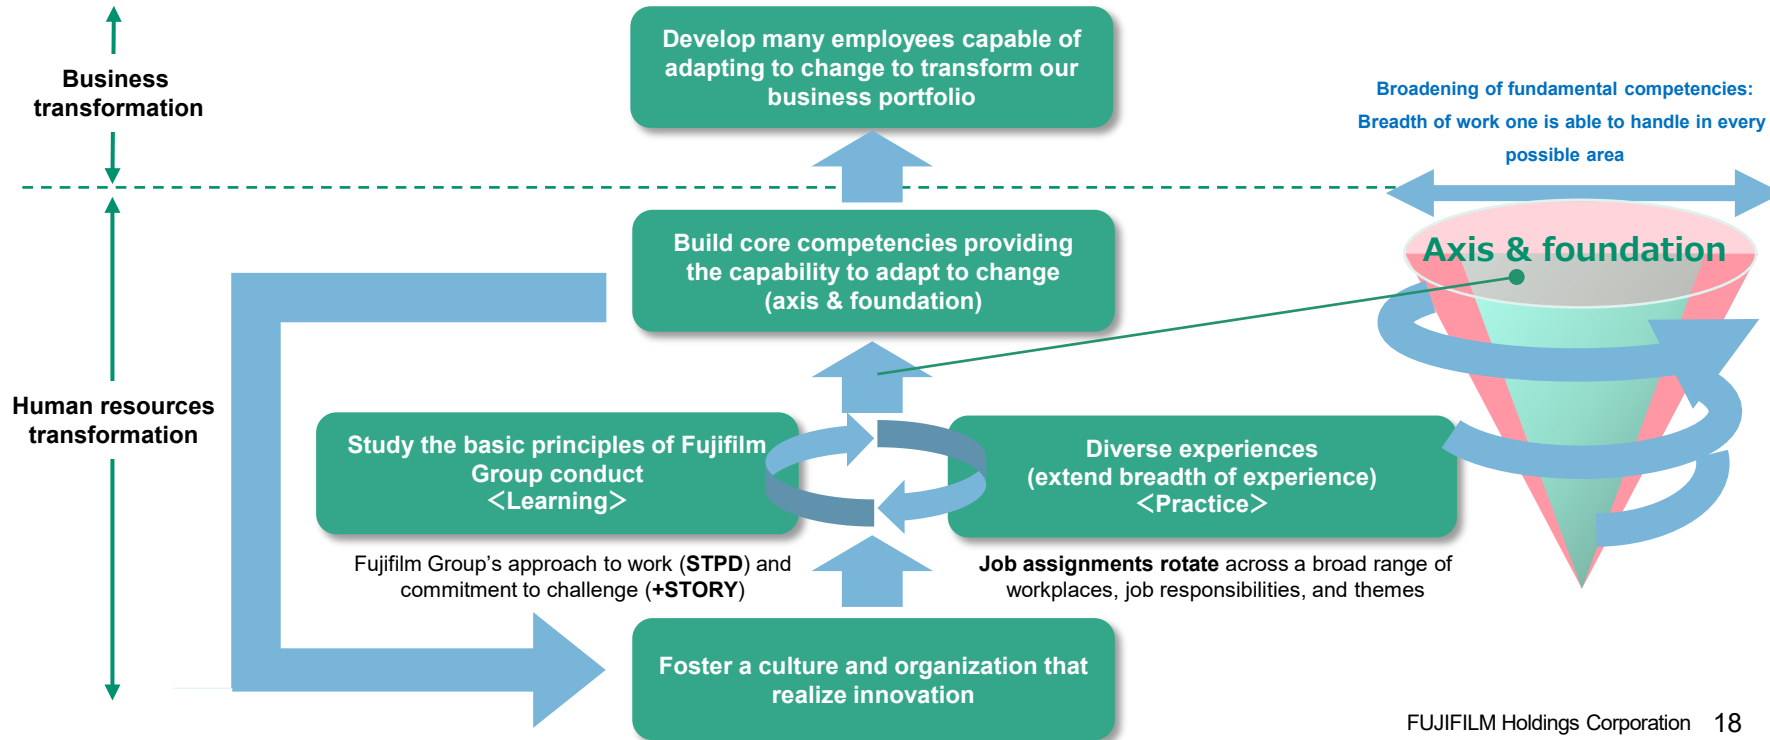 Business
transformation
Develop many employees capable of
adapting to change to transform our
business portfolio
Broadening of fundamental competencies:
Breadth of work one is able to handle in every
possible area
Build core competencies providing
the capability to adapt to change
(axis & foundation)
Axis & foundation
Human resources
transformation
Study the basic principles of Fujifilm
Group conduct
＜Learning＞
Diverse experiences
(extend breadth of experience)
＜Practice＞
Fujifilm Group’s approach to work (STPD) and
commitment to challenge (+STORY)
Job assignments rotate across a broad range of
workplaces, job responsibilities, and themes
Foster a culture and organization that
realize innovation
FUJIFILM Holdings Corporation 18